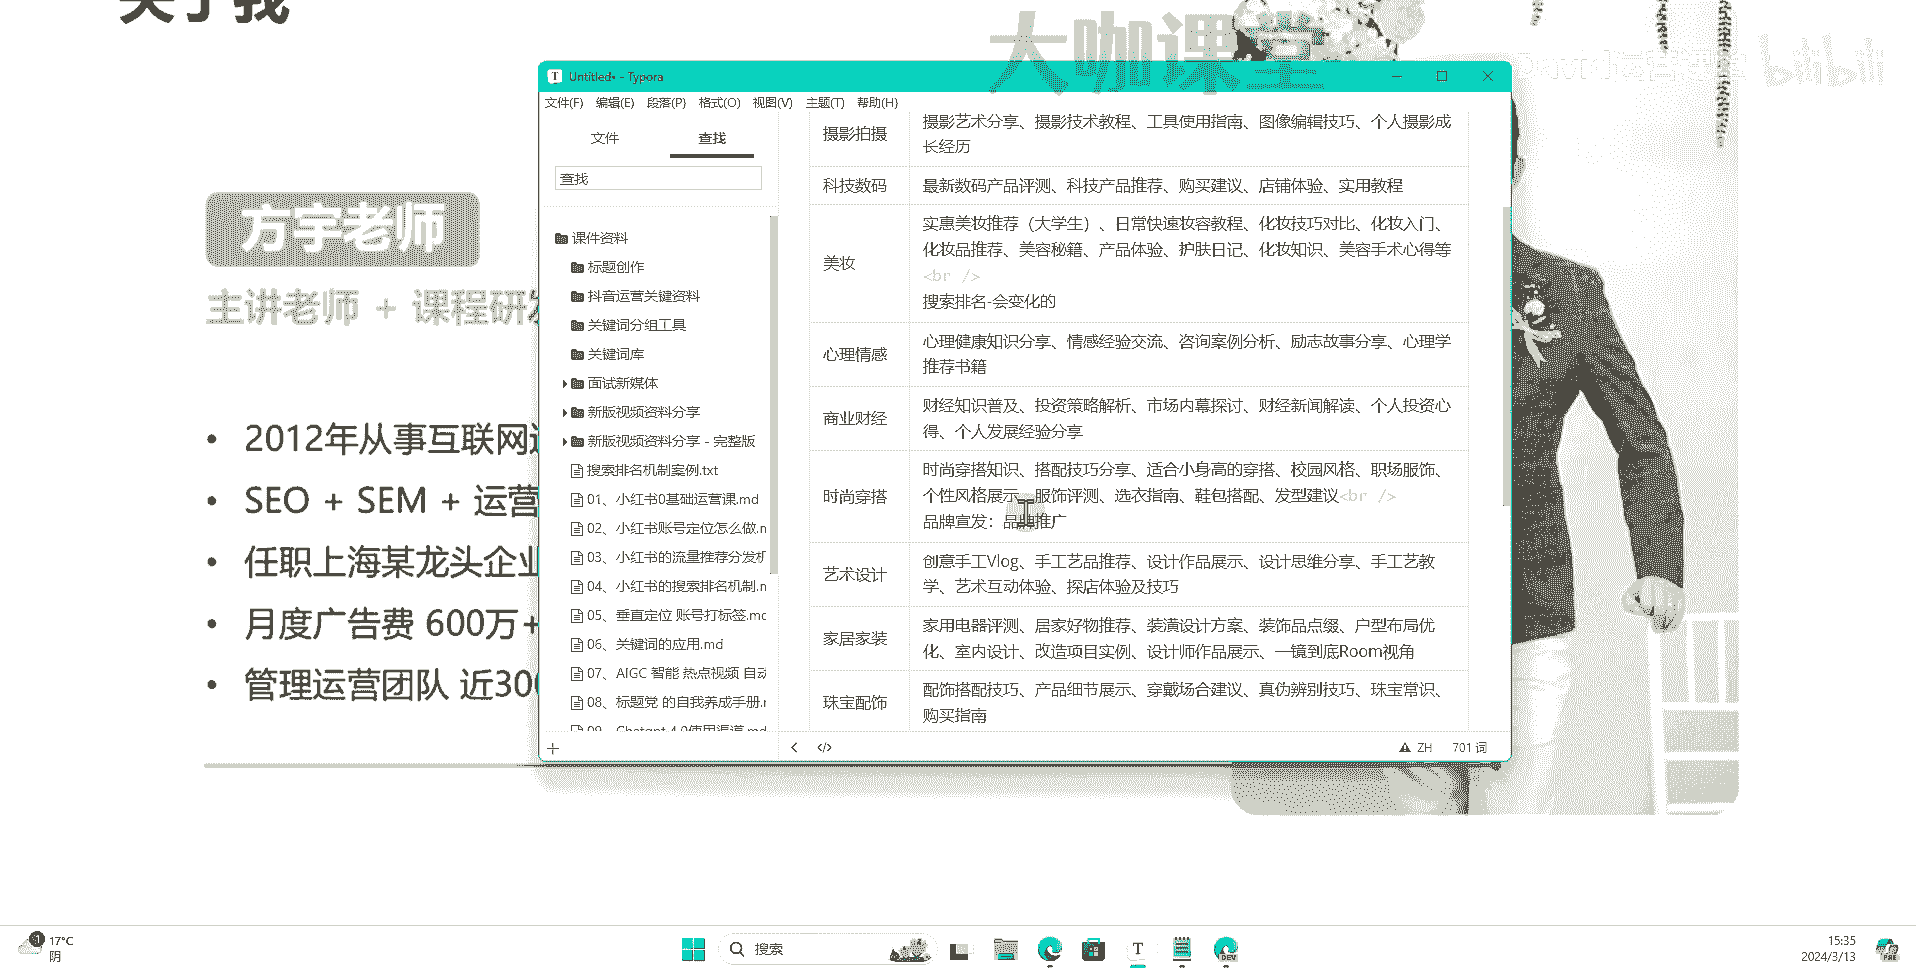 关于我
大咖课堂
bilibili
方宇老师
主讲老师 + 课程研发
2012年从事互联网
SEO + SEM + 运营
任职上海某龙头企业
月度广告费 600万+
管理运营团队 近300
Untitled• - Typora
文件(F) 编辑(E) 段落(P) 格式(O) 视图(V) 主题(T) 帮助(H)
文件 查找
查找
课件资料
标题创作
抖音运营关键资料
关键词分组工具
关键词库
面试新媒体
新版视频资料分享
新版视频资料分享 - 完整版
搜索排名机制案例.txt
01、小红书0基础运营课.md
02、小红书账号定位怎么做.m
03、小红书的流量推荐分发机
04、小红书的搜索排名机制.m
05、垂直定位 账号打标签.md
06、关键词的应用.md
07、AIGC 智能 热点视频 自动
08、标题党 的自我养成手册.m
09、Chatgpt 4.0使用渠道.md
摄影拍摄
摄影艺术分享、摄影技术教程、工具使用指南、图像编辑技巧、个人摄影成
长经历
科技数码
最新数码产品评测、科技产品推荐、购买建议、店铺体验、实用教程
美妆
实惠美妆推荐（大学生）、日常快速妆容教程、化妆技巧对比、化妆入门、
化妆品推荐、美容秘籍、产品体验、护肤日记、化妆知识、美容手术心得等
<br />
搜索排名-会变化的
心理情感
心理健康知识分享、情感经验交流、咨询案例分析、励志故事分享、心理学
推荐书籍
商业财经
财经知识普及、投资策略解析、市场内幕探讨、财经新闻解读、个人投资心
得、个人发展经验分享
时尚穿搭
时尚穿搭知识、搭配技巧分享、适合小身高的穿搭、校园风格、职场服饰、
个性风格展示、服饰评测、选衣指南、鞋包搭配、发型建议<br />
品牌宣发：品牌推广
艺术设计
创意手工Vlog、手工艺品推荐、设计作品展示、设计思维分享、手工艺教
学、艺术互动体验、探店体验及技巧
家居家装
家用电器评测、居家好物推荐、装潢设计方案、装饰品点缀、户型布局优
化、室内设计、改造项目实例、设计师作品展示、一镜到底Room视角
珠宝配饰
配饰搭配技巧、产品细节展示、穿戴场合建议、真伪辨别技巧、珠宝常识、
购买指南
ZH 701 词
17°C
阴
搜索
15:35
2024/3/13